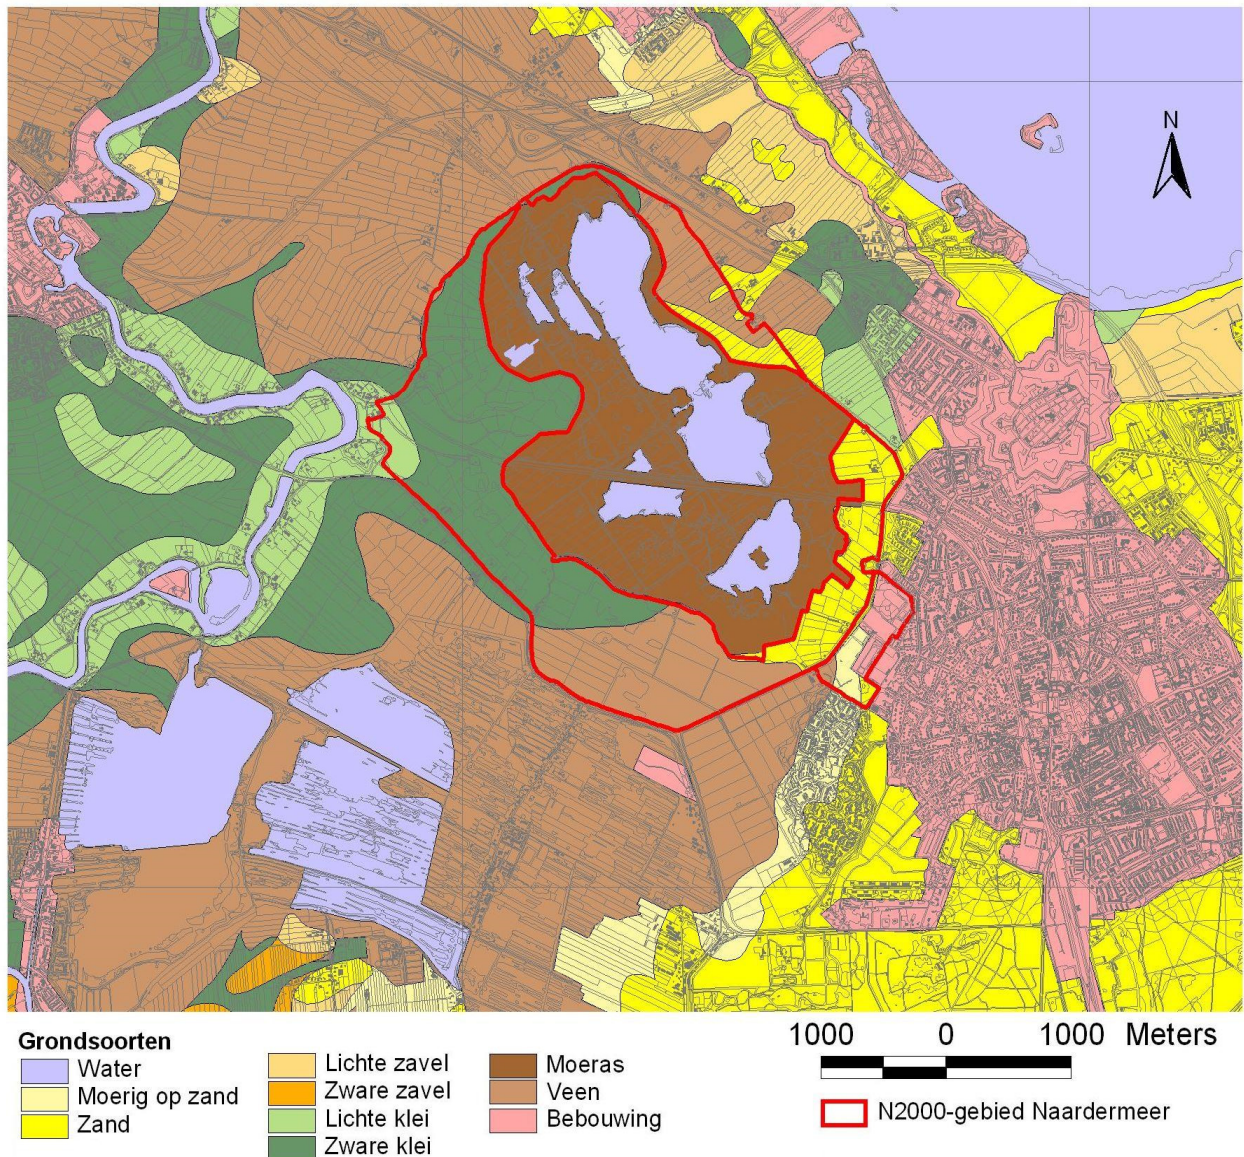 N
Grondsoorten
Water
Moerig op zand
Zand
Lichte zavel
Zware zavel
Lichte klei
Zware klei
Moeras
Veen
Bebouwing
1000 0 1000 Meters
N2000-gebied Naardermeer